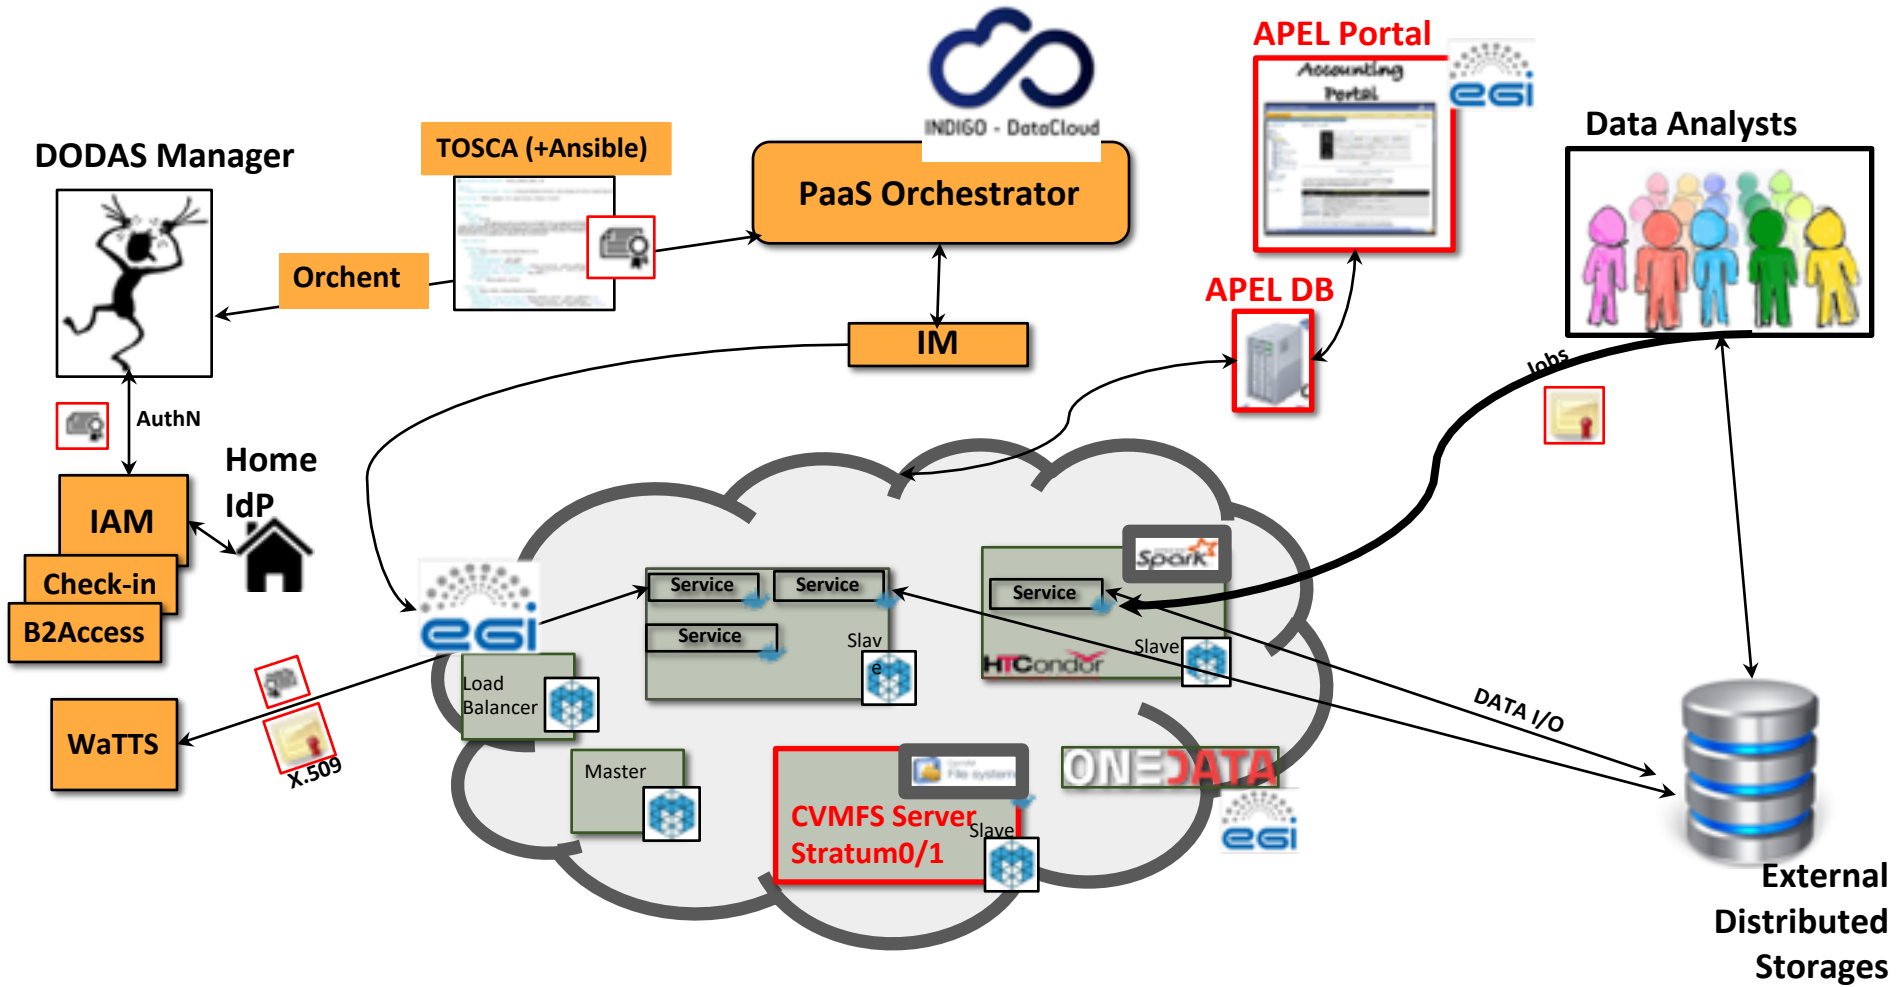 INDIGO - DataCloud
APEL Portal
Accounting
Portal
eGI
Data Analysts
TOSCA (+Ansible)
DODAS Manager
PaaS Orchestrator
Orchent
APEL DB
IM
Jobs
AuthN
Home
IdP
IAM
Check-in
B2Access
WaTTS
X.509
eGI
Load
Balancer
Service
Service
Service
Slav
e
Spark
Service
Slave
HTCondor
DATA I/O
Master
File system
CVMFS Server
Stratum0/1
Slave
ONEDATA
eGI
External
Distributed
Storages